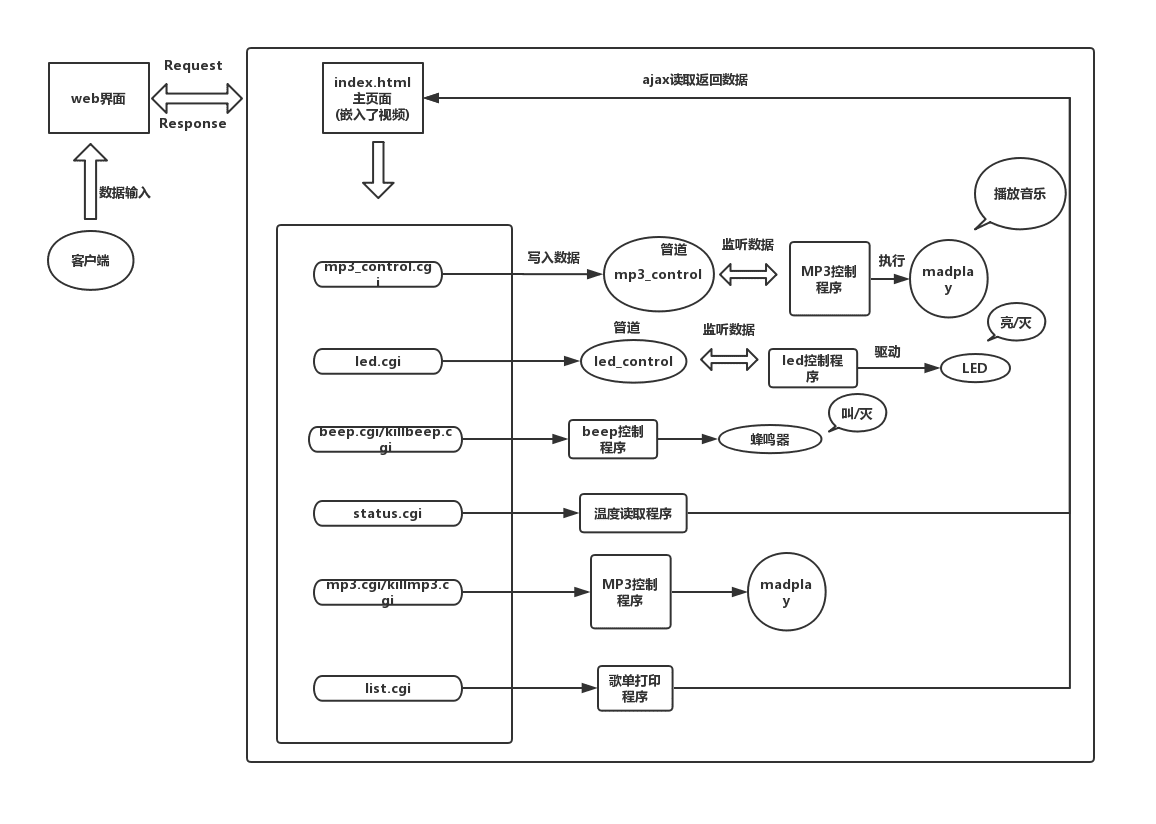 Request
web界面
Response
数据输入
客户端
index.html
主页面
(嵌入了视频)
ajax读取返回数据
播放音乐
mp3_control.cg
i
写入数据
管道
mp3_control
监听数据
MP3控制
程序
执行
madpla
y
亮/灭
led.cgi
管道
led_control
监听数据
led控制程
序
驱动
LED
叫/灭
beep.cgi/killbeep.c
gi
beep控制
程序
蜂鸣器
status.cgi
温度读取程序
mp3.cgi/killmp3.c
gi
MP3控制
程序
madpla
y
list.cgi
歌单打印
程序